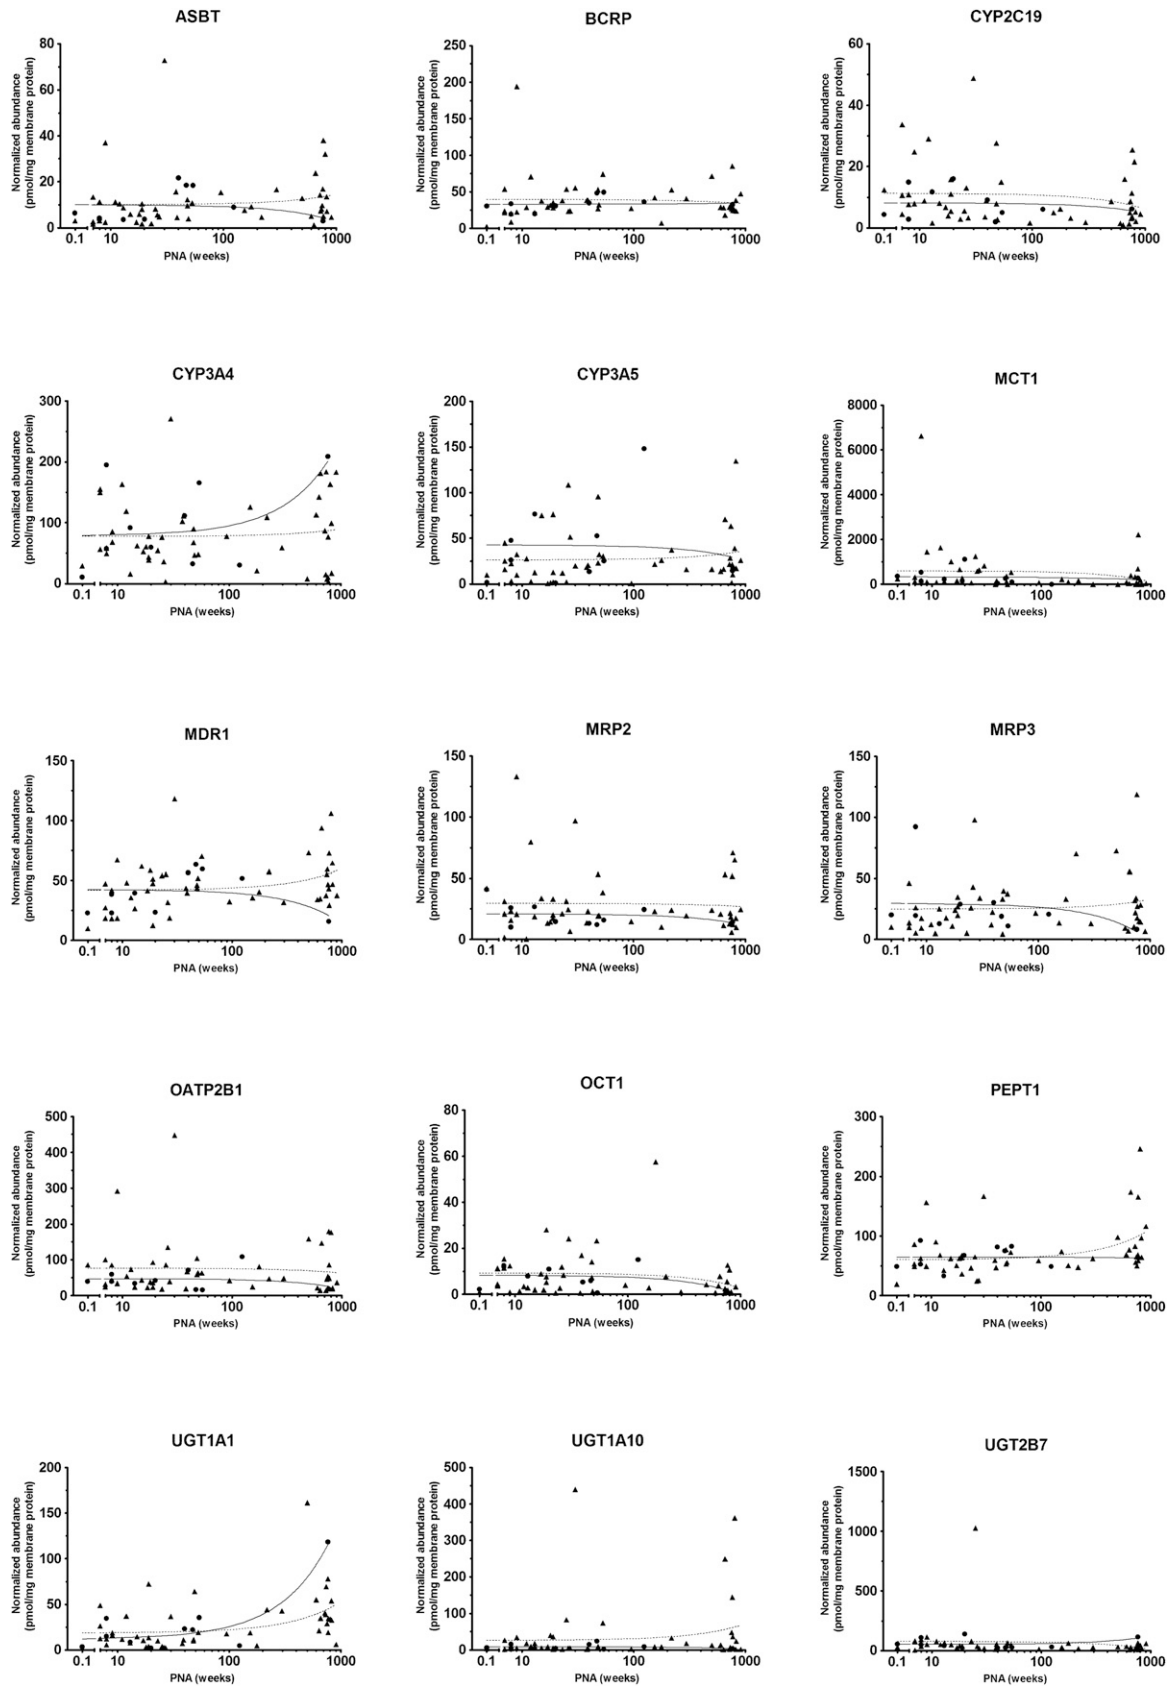 ASBT
Normalized abundance
(pmol/mg membrane protein)
80
60
40
20
0
0.1 10 100 1000
PNA (weeks)
BCRP
Normalized abundance
(pmol/mg membrane protein)
250
200
150
100
50
0
0.1 10 100 1000
PNA (weeks)
CYP2C19
Normalized abundance
(pmol/mg membrane protein)
60
40
20
0
0.1 10 100 1000
PNA (weeks)
CYP3A4
Normalized abundance
(pmol/mg membrane protein)
300
200
100
0
0.1 10 100 1000
PNA (weeks)
CYP3A5
Normalized abundance
(pmol/mg membrane protein)
200
150
100
50
0
0.1 10 100 1000
PNA (weeks)
MCT1
Normalized abundance
(pmol/mg membrane protein)
8000
6000
4000
2000
0
0.1 10 100 1000
PNA (weeks)
MDR1
Normalized abundance
(pmol/mg membrane protein)
150
100
50
0
0.1 10 100 1000
PNA (weeks)
MRP2
Normalized abundance
(pmol/mg membrane protein)
150
100
50
0
0.1 10 100 1000
PNA (weeks)
MRP3
Normalized abundance
(pmol/mg membrane protein)
150
100
50
0
0.1 10 100 1000
PNA (weeks)
OATP2B1
Normalized abundance
(pmol/mg membrane protein)
500
400
300
200
100
0
0.1 10 100 1000
PNA (weeks)
OCT1
Normalized abundance
(pmol/mg membrane protein)
80
60
40
20
0
0.1 10 100 1000
PNA (weeks)
PEPT1
Normalized abundance
(pmol/mg membrane protein)
300
200
100
0
0.1 10 100 1000
PNA (weeks)
UGT1A1
Normalized abundance
(pmol/mg membrane protein)
200
150
100
50
0
0.1 10 100 1000
PNA (weeks)
UGT1A10
Normalized abundance
(pmol/mg membrane protein)
500
400
300
200
100
0
0.1 10 100 1000
PNA (weeks)
UGT2B7
Normalized abundance
(pmol/mg membrane protein)
1500
1000
500
0
0.1 10 100 1000
PNA (weeks)